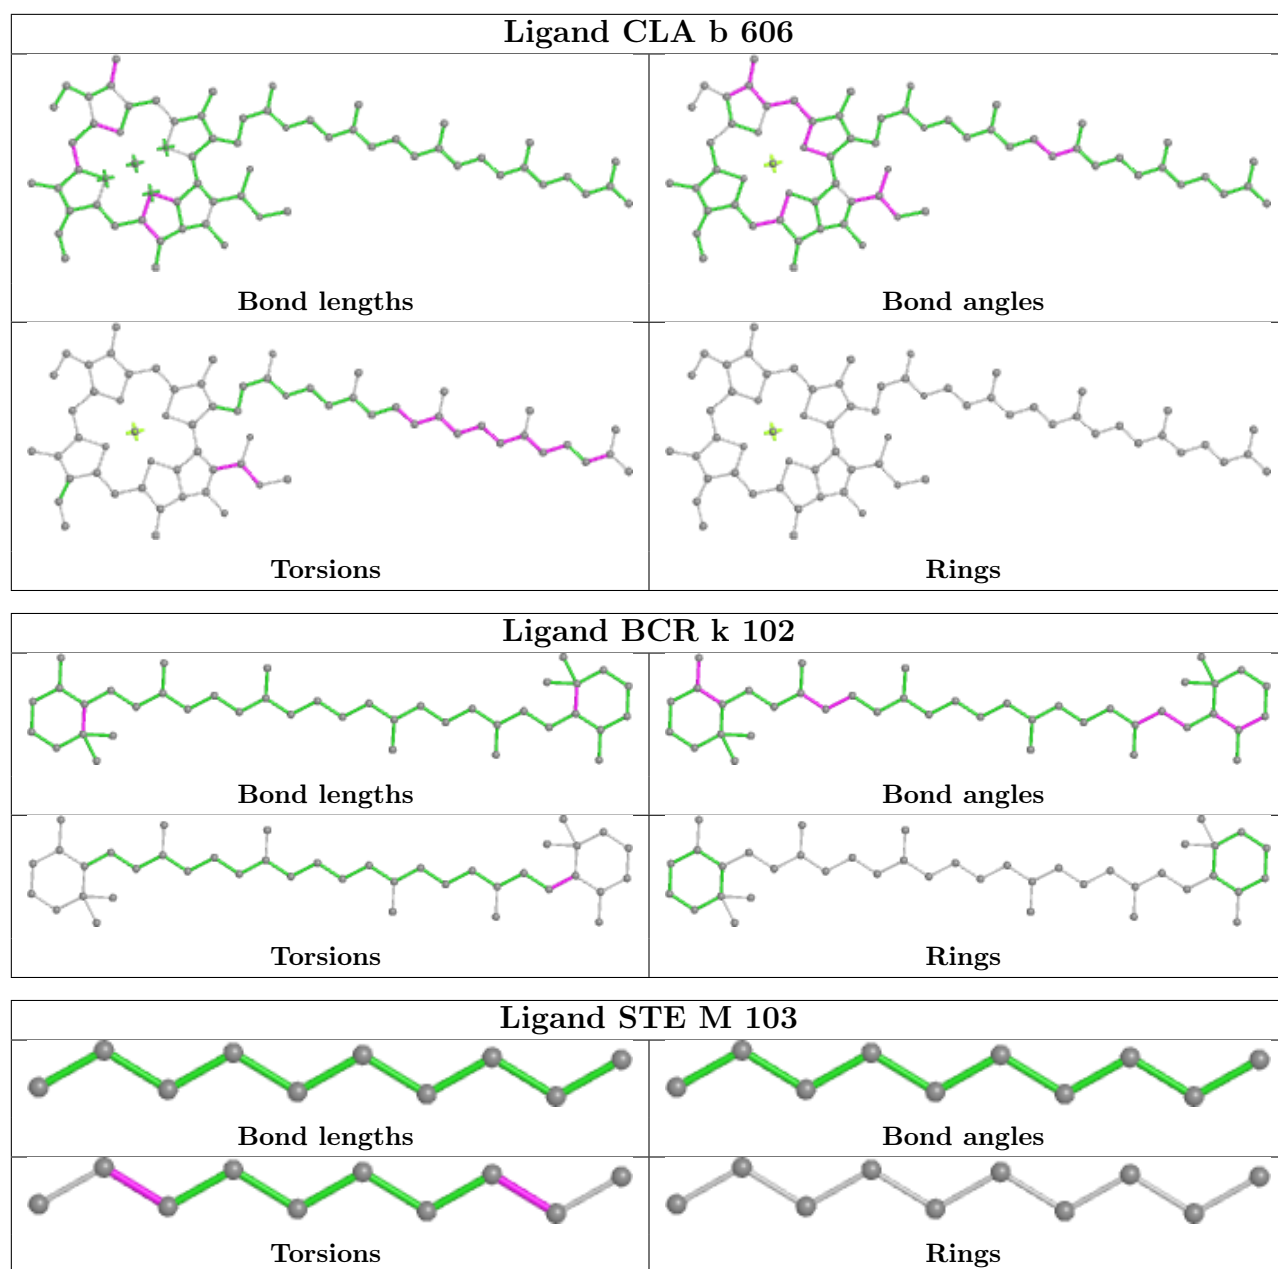 Ligand CLA b 606
Bond lengths
Bond angles
Torsions
Rings
Ligand BCR k 102
Bond lengths
Bond angles
Torsions
Rings
Ligand STE M 103
Bond lengths
Bond angles
Torsions
Rings